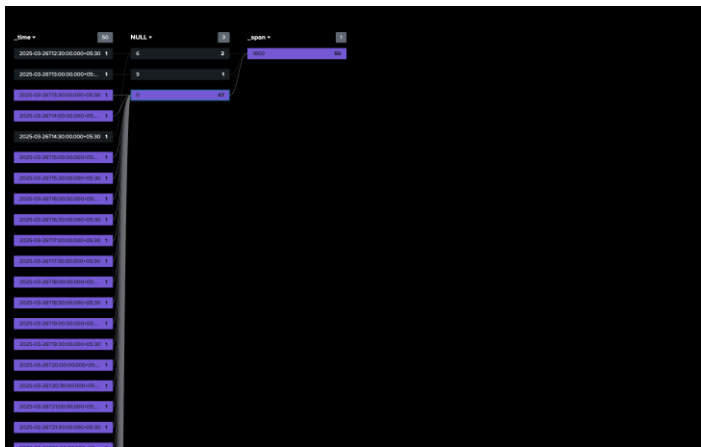 _time ▾ 50 NULL ▾ 3 _span ▾ 1
2025-03-26T12:30:00.000+05:30 1 6 2 1800 50
2025-03-26T13:00:00.000+05:... 1 9 1
2025-03-26T13:30:00.000+05:30 1 0 47
2025-03-26T14:00:00.000+05:... 1
2025-03-26T14:30:00.000+05:30 1
2025-03-26T15:00:00.000+05:... 1
2025-03-26T15:30:00.000+05:30 1
2025-03-26T16:00:00.000+05:... 1
2025-03-26T16:30:00.000+05:... 1
2025-03-26T17:00:00.000+05:... 1
2025-03-26T17:30:00.000+05:30 1
2025-03-26T18:00:00.000+05:... 1
2025-03-26T18:30:00.000+05:... 1
2025-03-26T19:00:00.000+05:... 1
2025-03-26T19:30:00.000+05:... 1
2025-03-26T20:00:00.000+05:... 1
2025-03-26T20:30:00.000+05:... 1
2025-03-26T21:00:00.000+05:... 1
2025-03-26T21:30:00.000+05:... 1